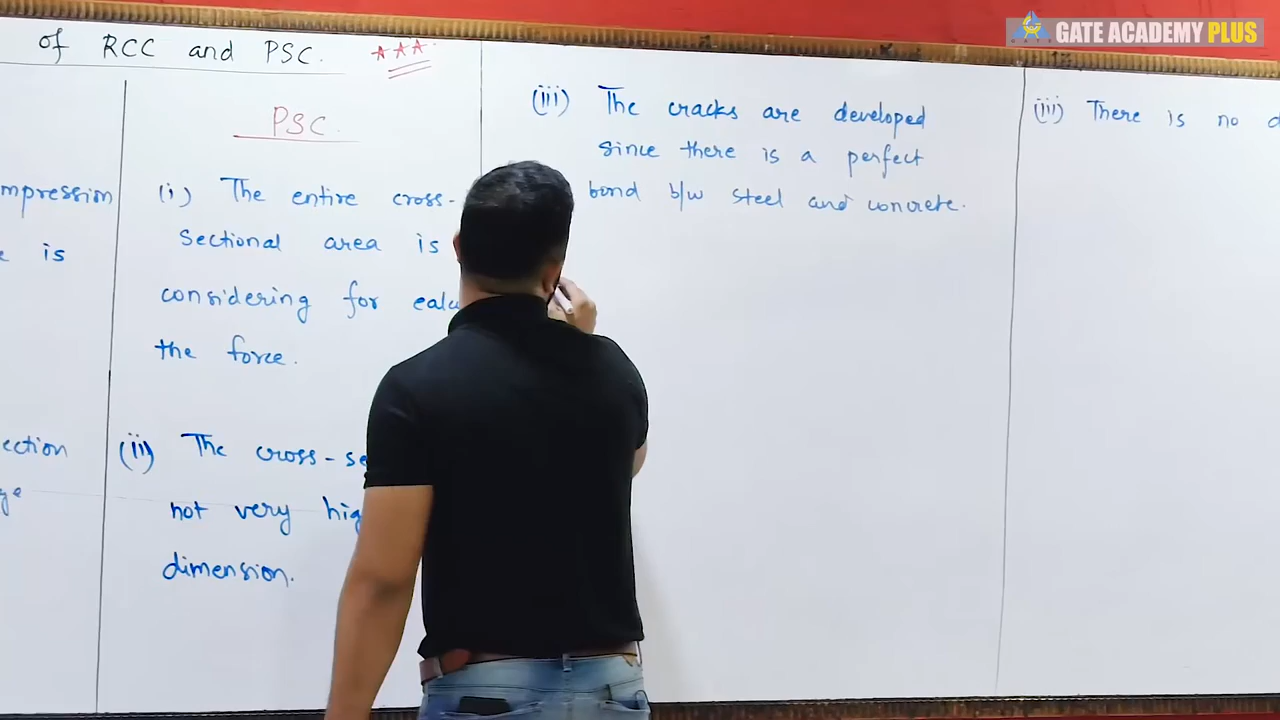 of RCC and PSC.
PSC.
mpression
is
ection
(i) The entire cross-
sectional area is
considering for
the force.
(ii) The cross-se
not very hig
dimension.
(iii) The cracks are developed
since there is a perfect
bond b/w steel and concrete.
(iii) There is no
GATE ACADEMY PLUS